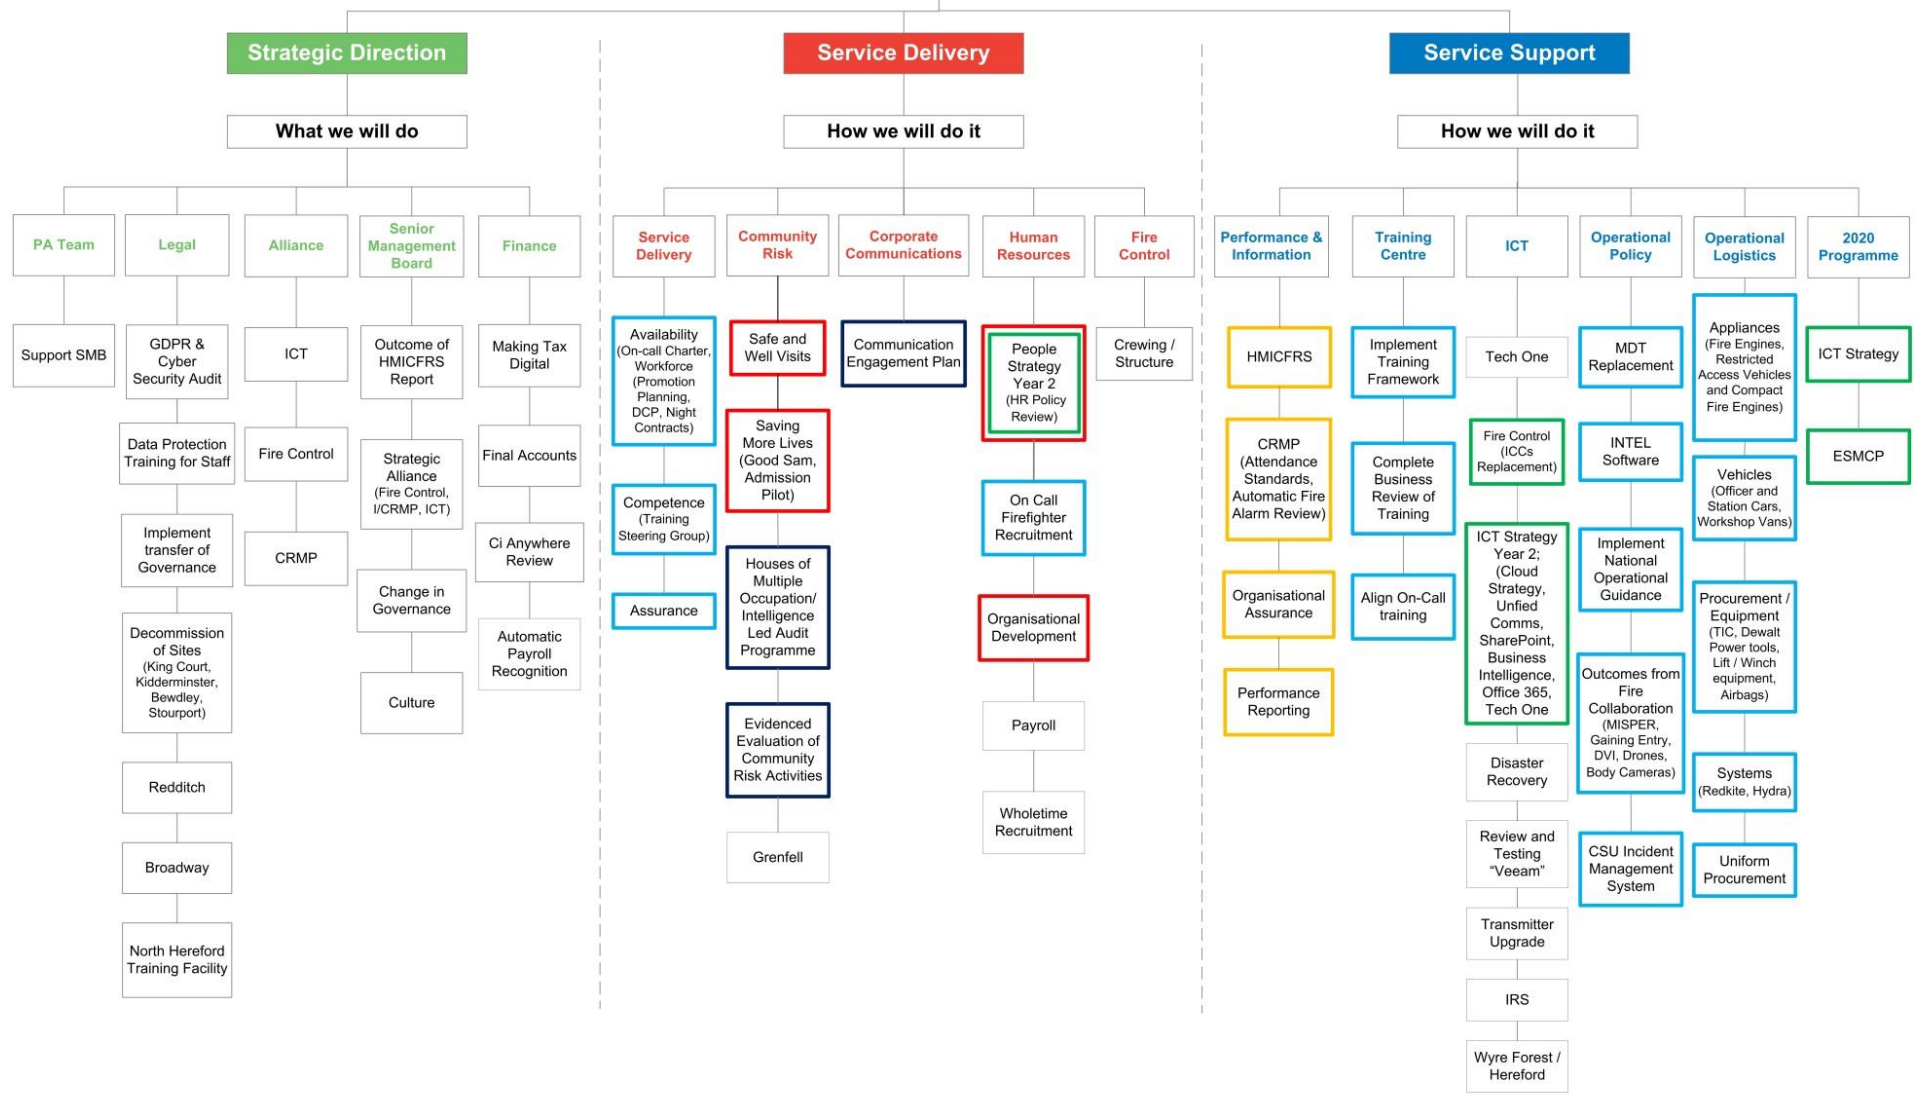 Strategic Direction
What we will do
PA Team
Support SMB
Legal
GDPR &
Cyber
Security Audit
Data Protection
Training for Staff
Implement
transfer of
Governance
Decommission
of Sites
(King Court,
Kidderminster,
Bewdley,
Stourport)
Redditch
Broadway
North Hereford
Training Facility
Alliance
ICT
Fire Control
CRMP
Senior
Management
Board
Outcome of
HMICFRS
Report
Strategic
Alliance
(Fire Control,
I/CRMP, ICT)
Change in
Governance
Culture
Finance
Making Tax
Digital
Final Accounts
Ci Anywhere
Review
Automatic
Payroll
Recognition
Service Delivery
How we will do it
Service
Delivery
Availability
(On-call Charter,
Workforce
(Promotion
Planning,
DCP, Night
Contracts)
Competence
(Training
Steering Group)
Assurance
Community
Risk
Safe and
Well Visits
Saving
More Lives
(Good Sam,
Admission
Pilot)
Houses of
Multiple
Occupation/
Intelligence
Led Audit
Programme
Evidenced
Evaluation of
Community
Risk Activities
Grenfell
Corporate
Communications
Communication
Engagement Plan
Human
Resources
People
Strategy
Year 2
(HR Policy
Review)
On Call
Firefighter
Recruitment
Organisational
Development
Payroll
Wholetime
Recruitment
Fire
Control
Crewing /
Structure
Service Support
How we will do it
Performance &
Information
HMICFRS
CRMP
(Attendance
Standards,
Automatic Fire
Alarm Review)
Organisational
Assurance
Performance
Reporting
Training
Centre
Implement
Training
Framework
Complete
Business
Review of
Training
Align On-Call
training
ICT
Tech One
Fire Control
(ICCs
Replacement)
ICT Strategy
Year 2;
(Cloud
Strategy,
Unfied
Comms,
SharePoint,
Business
Intelligence,
Office 365,
Tech One
Disaster
Recovery
Review and
Testing
“Veeam”
Transmitter
Upgrade
IRS
Wyre Forest /
Hereford
Operational
Policy
MDT
Replacement
INTEL
Software
Implement
National
Operational
Guidance
Outcomes from
Fire
Collaboration
(MISPER,
Gaining Entry,
DVI, Drones,
Body Cameras)
CSU Incident
Management
System
Operational
Logistics
Appliances
(Fire Engines,
Restricted
Access Vehicles
and Compact
Fire Engines)
Vehicles
(Officer and
Station Cars,
Workshop Vans)
Procurement /
Equipment
(TIC, Dewalt
Power tools,
Lift / Winch
equipment,
Airbags)
Systems
(Redkite, Hydra)
Uniform
Procurement
2020
Programme
ICT Strategy
ESMCP